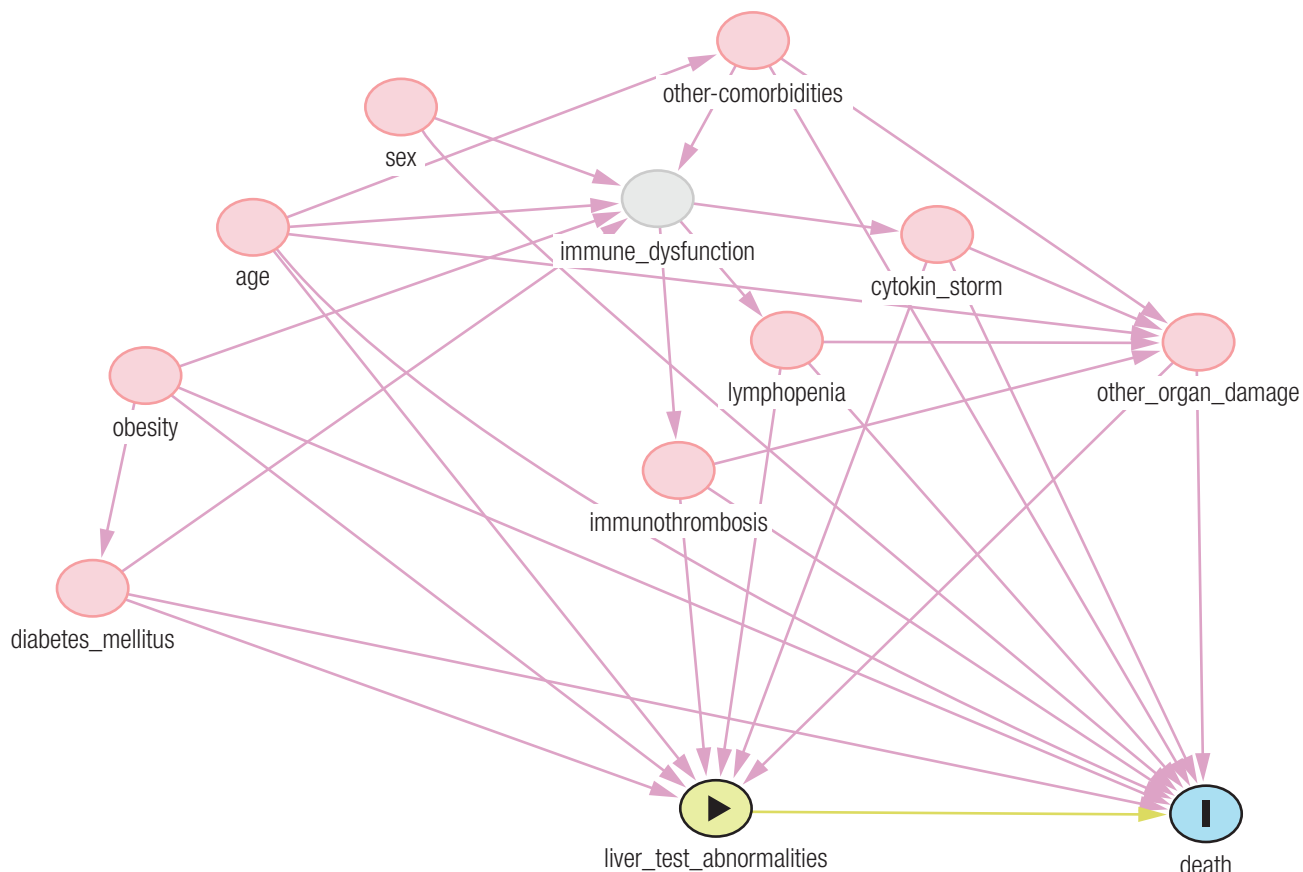 other-comorbidities
sex
immune_dysfunction
age
cytokin_storm
lymphopenia
other_organ_damage
obesity
immunothrombosis
diabetes_mellitus
liver_test_abnormalities
death